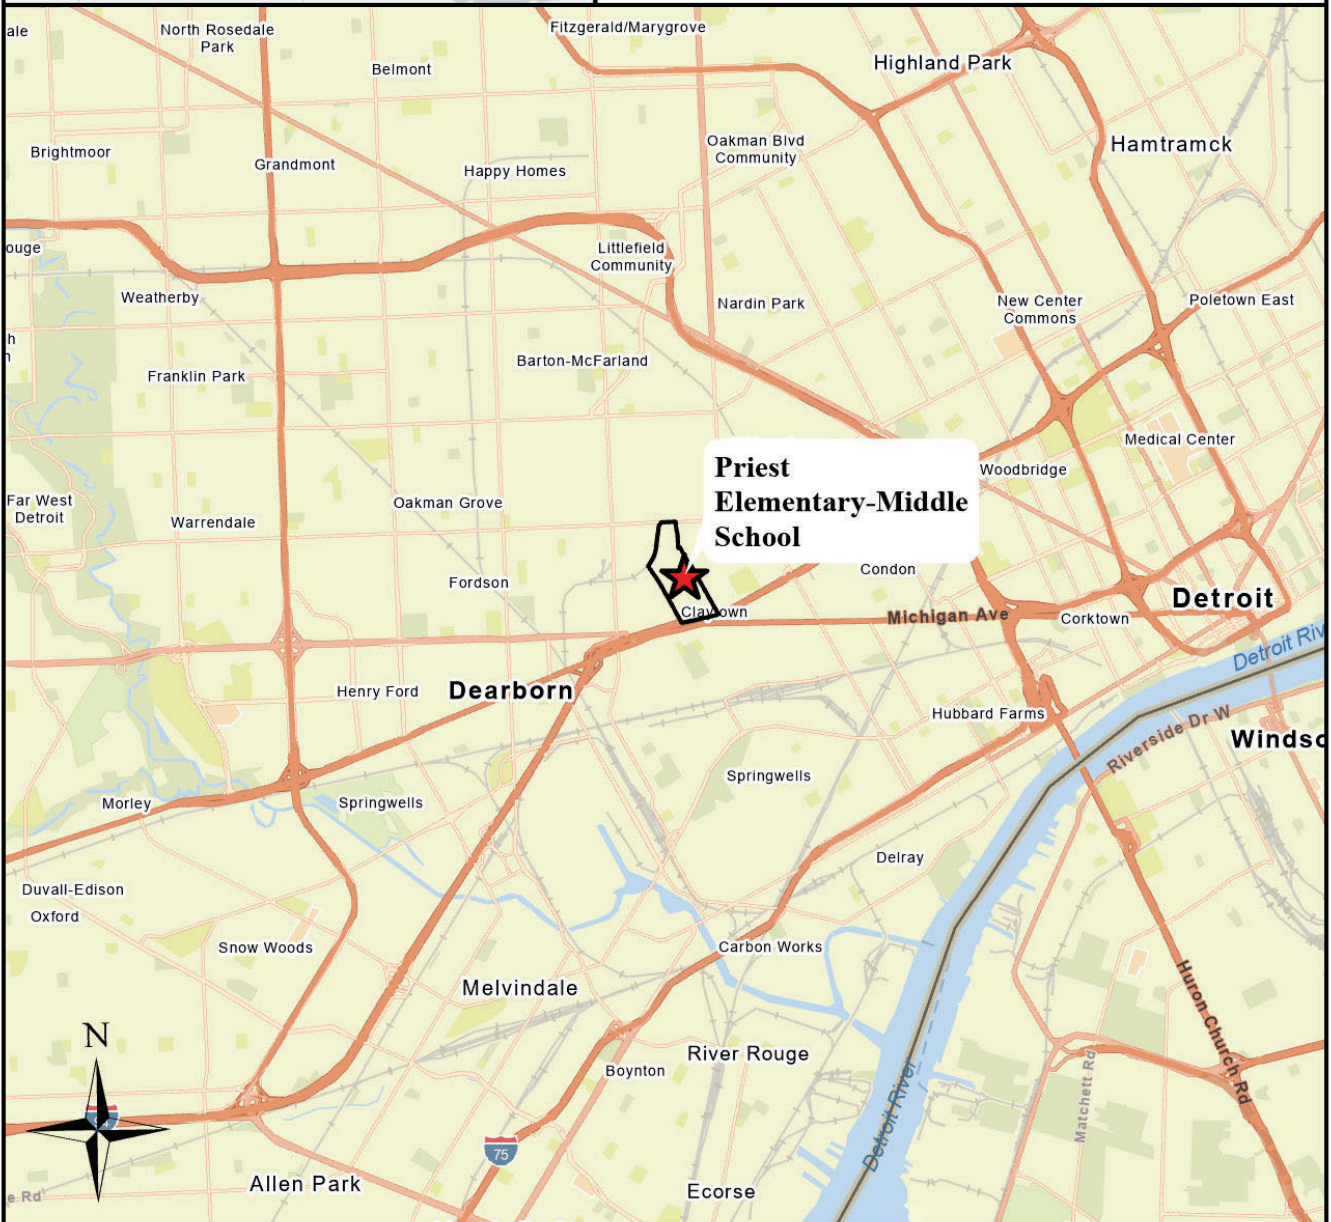 ale
North Rosedale
Park
Fitzgerald/Marygrove
Belmont
Highland Park
Brightmoor
Grandmont
Happy Homes
Oakman Blvd
Community
Hamtramck
ouge
Littlefield
Community
Weatherby
Nardin Park
New Center
Commons
Poletown East
h
Barton-McFarland
Franklin Park
Medical Center
Priest
Elementary-Middle
School
Woodbridge
Far West
Detroit
Oakman Grove
Warrendale
Fordson
Condon
Claytown
Michigan Ave
Corktown
Detroit
Detroit Riv
Henry Ford
Dearborn
Hubbard Farms
Riverside Dr W
Windso
Springwells
Morley
Springwells
Delray
Duvall-Edison
Oxford
Snow Woods
Carbon Works
Melvindale
Huron Church Rd
N
River Rouge
Boynton
Matchett Rd
Detroit River
75
Allen Park
Ecorse
e Rd